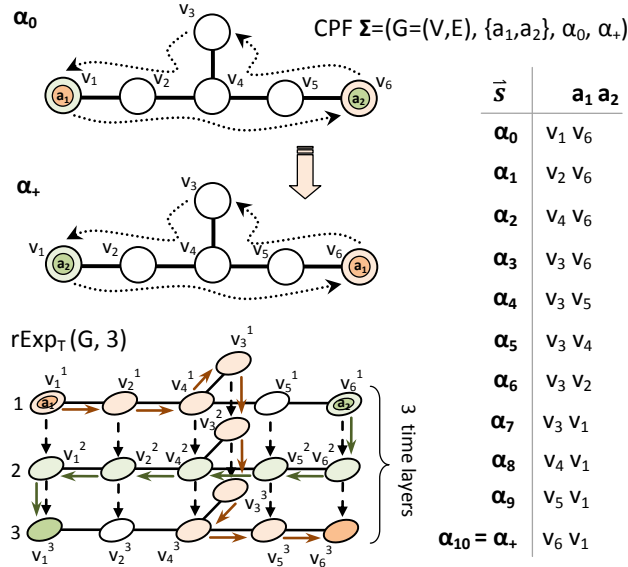 α0
CPF Σ=(G=(V,E), {a1,a2}, α0, α+)
v3
v1 v2 v4 v5 v6
a1 a2
α+
v3
v1 v2 v4 v5 v6
a2 a1
s a1 a2
α0 v1 v6
α1 v2 v6
α2 v4 v6
α3 v3 v6
α4 v3 v5
α5 v3 v4
α6 v3 v2
α7 v3 v1
α8 v4 v1
α9 v5 v1
α10 = α+ v6 v1
rExpT(G, 3)
v3^1
v1^1 v2^1 v4^1 v5^1 v6^1
1 a1 a2
v3^2
2 v1^2 v2^2 v4^2 v5^2 v6^2
v3^3
3
v1^3 v2^3 v4^3 v5^3 v6^3
3 time layers